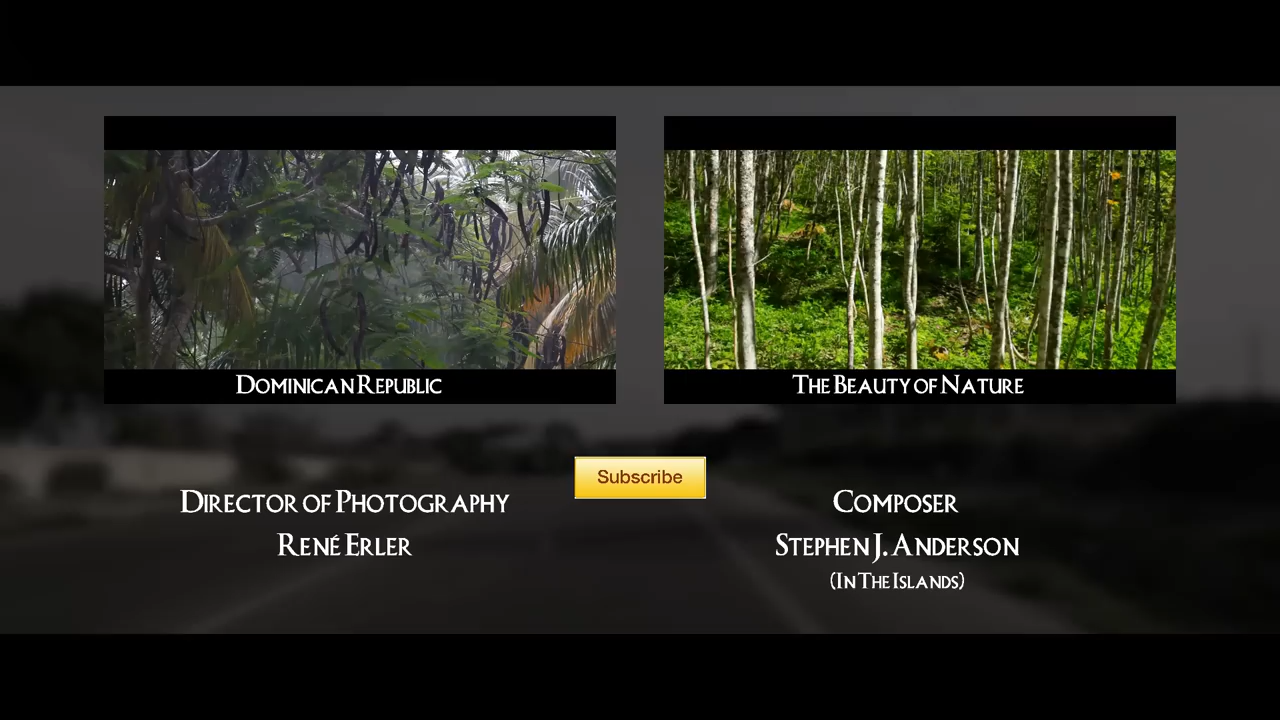 Dominican Republic
The Beauty of Nature
Subscribe
Director of Photography
René Erler
Composer
Stephen J. Anderson
(In The Islands)